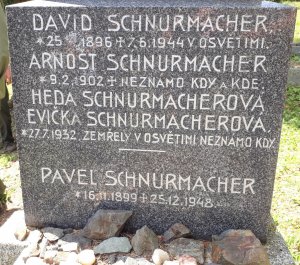 DAVID SCHNURMACHER.
*25. 1896 ✝ 7.6.1944 V OSVĚTIMI.
ARNOŠT SCHNURMACHER
*9.2.1902 ✝ NEZNÁMO KDY A KDE.
HEDA SCHNURMACHEROVÁ
EVIČKA SCHNURMACHEROVÁ
*27.7.1932. ZEMŘELY V OSVĚTIMI NEZNÁMO KDY.
PAVEL SCHNURMACHER
*16.11.1899 ✝ 25.12.1948.